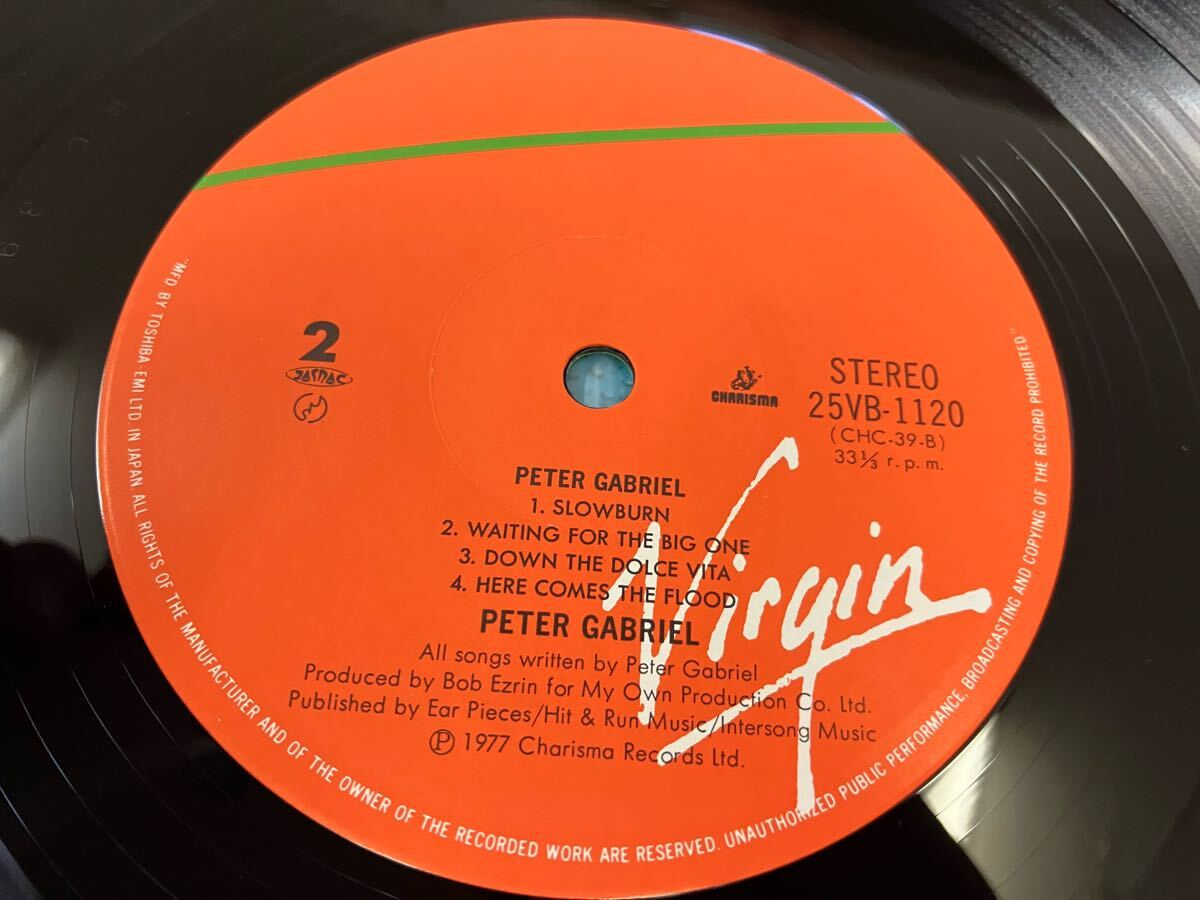 2
JASRAC
CHARISMA
STEREO
25VB-1120
(CHC-39-B)
33⅓ r.p.m.
PETER GABRIEL
1. SLOWBURN
2. WAITING FOR THE BIG ONE
3. DOWN THE DOLCE VITA
4. HERE COMES THE FLOOD
PETER GABRIEL
Virgin
All songs written by Peter Gabriel
Produced by Bob Ezrin for My Own Production Co. Ltd.
Published by Ear Pieces/Hit & Run Music/Intersong Music
Ⓟ 1977 Charisma Records Ltd.
"MFD BY TOSHIBA-EMI LTD. IN JAPAN ALL RIGHTS OF THE MANUFACTURER AND OF THE OWNER OF THE RECORDED WORK ARE RESERVED. UNAUTHORIZED PUBLIC PERFORMANCE, BROADCASTING AND COPYING OF THE RECORD PROHIBITED."